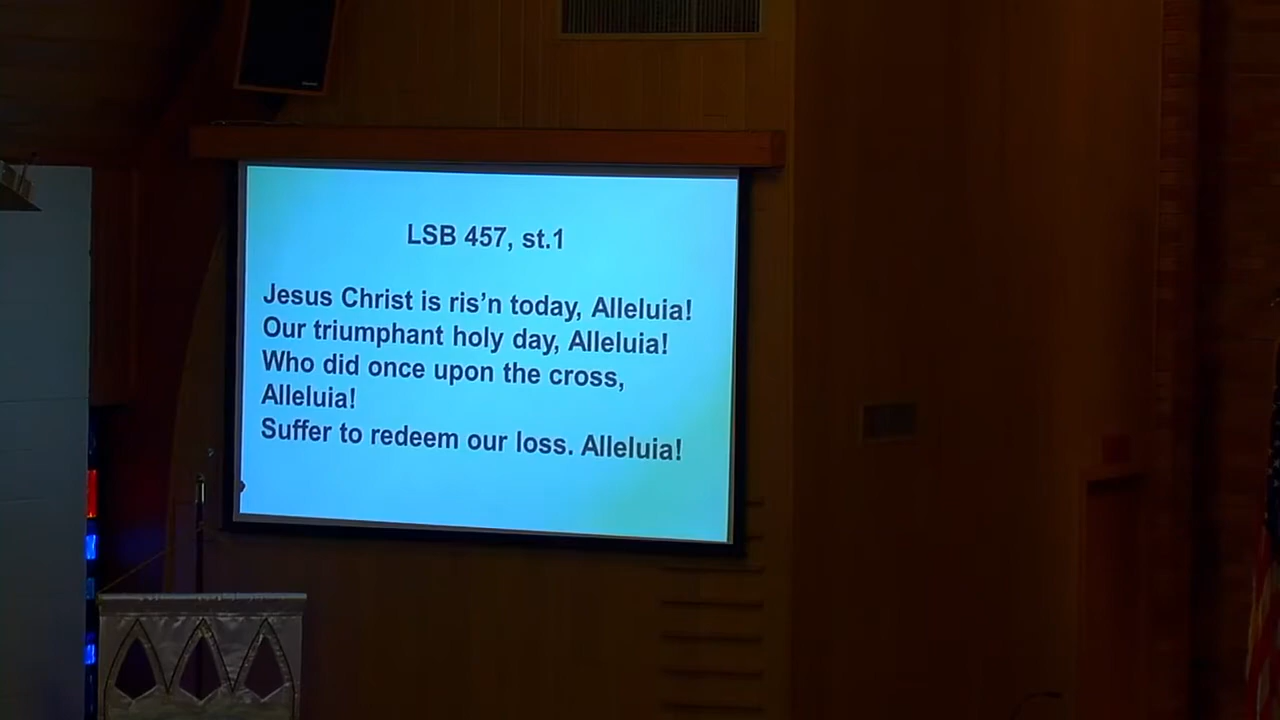 LSB 457, st.1
Jesus Christ is ris’n today, Alleluia!
Our triumphant holy day, Alleluia!
Who did once upon the cross,
Alleluia!
Suffer to redeem our loss. Alleluia!